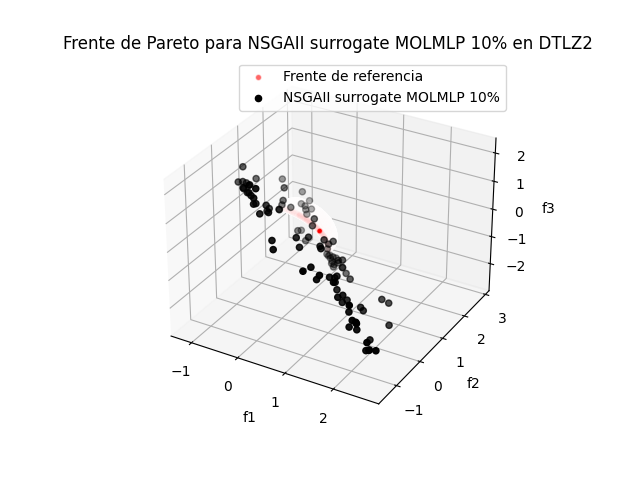 Frente de Pareto para NSGAII surrogate MOLMLP 10% en DTLZ2
Frente de referencia
NSGAII surrogate MOLMLP 10%
2
1
0
−1
−2
f3
3
2
1
0
−1
f2
−1
0
1
2
f1